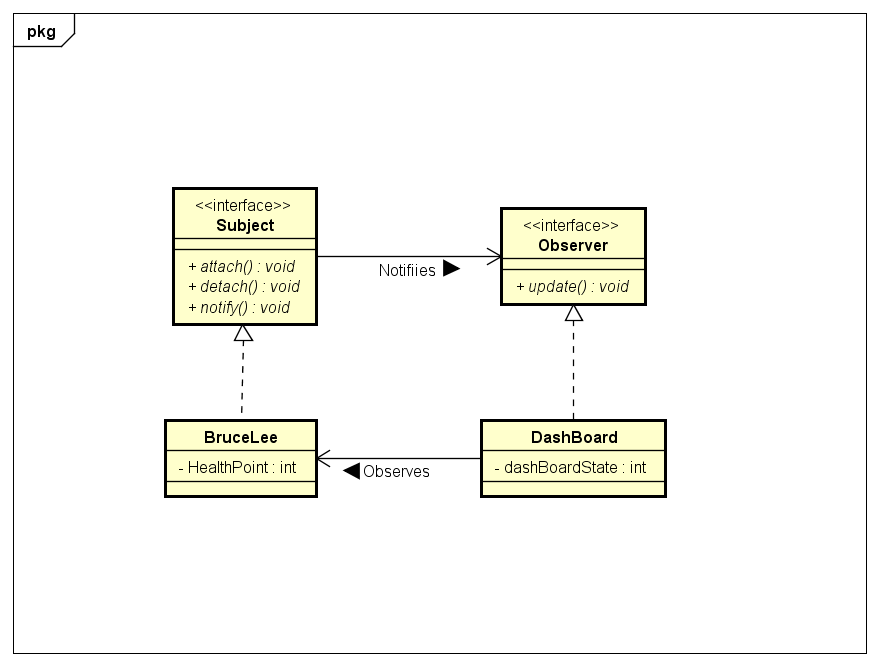 pkg
<<interface>>
Subject
+ attach() : void
+ detach() : void
+ notify() : void
<<interface>>
Observer
+ update() : void
Notifiies
BruceLee
- HealthPoint : int
DashBoard
- dashBoardState : int
Observes